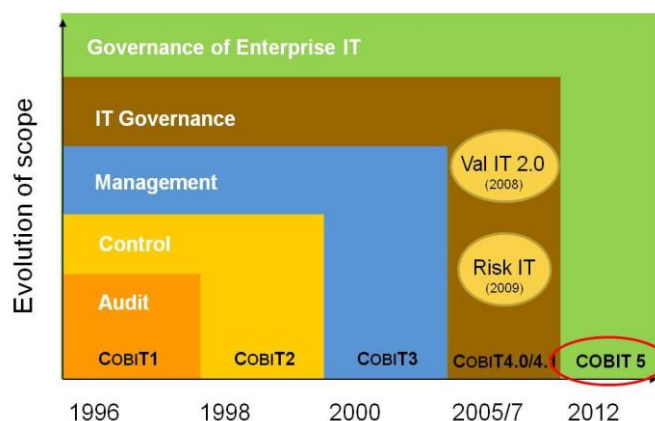 Governance of Enterprise IT
IT Governance
Val IT 2.0
(2008)
Management
Control
Risk IT
(2009)
Audit
COBIT1
COBIT2
COBIT3
COBIT4.0/4.1
COBIT 5
1996
1998
2000
2005/7
2012
Evolution of scope